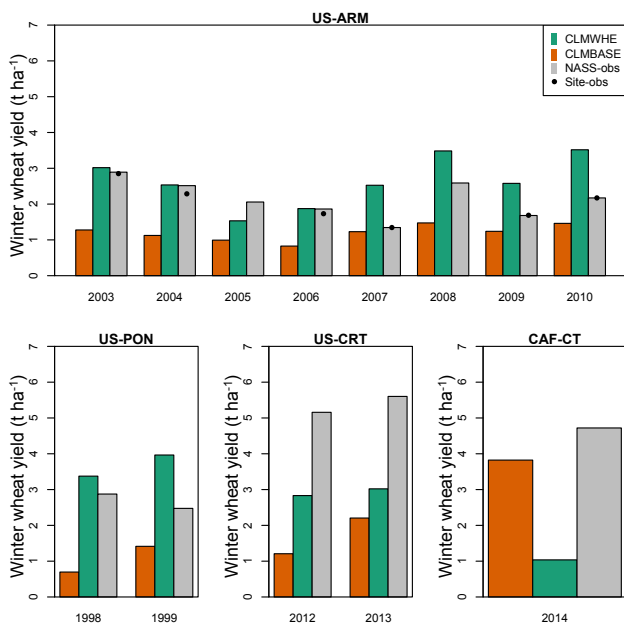 US-ARM
Winter wheat yield (t ha⁻¹)
7
6
5
4
3
2
1
0
CLMWHE
CLMBASE
NASS-obs
Site-obs
2003 2004 2005 2006 2007 2008 2009 2010
US-PON
Winter wheat yield (t ha⁻¹)
7
6
5
4
3
2
1
0
1998 1999
US-CRT
Winter wheat yield (t ha⁻¹)
7
6
5
4
3
2
1
0
2012 2013
CAF-CT
Winter wheat yield (t ha⁻¹)
7
6
5
4
3
2
1
0
2014